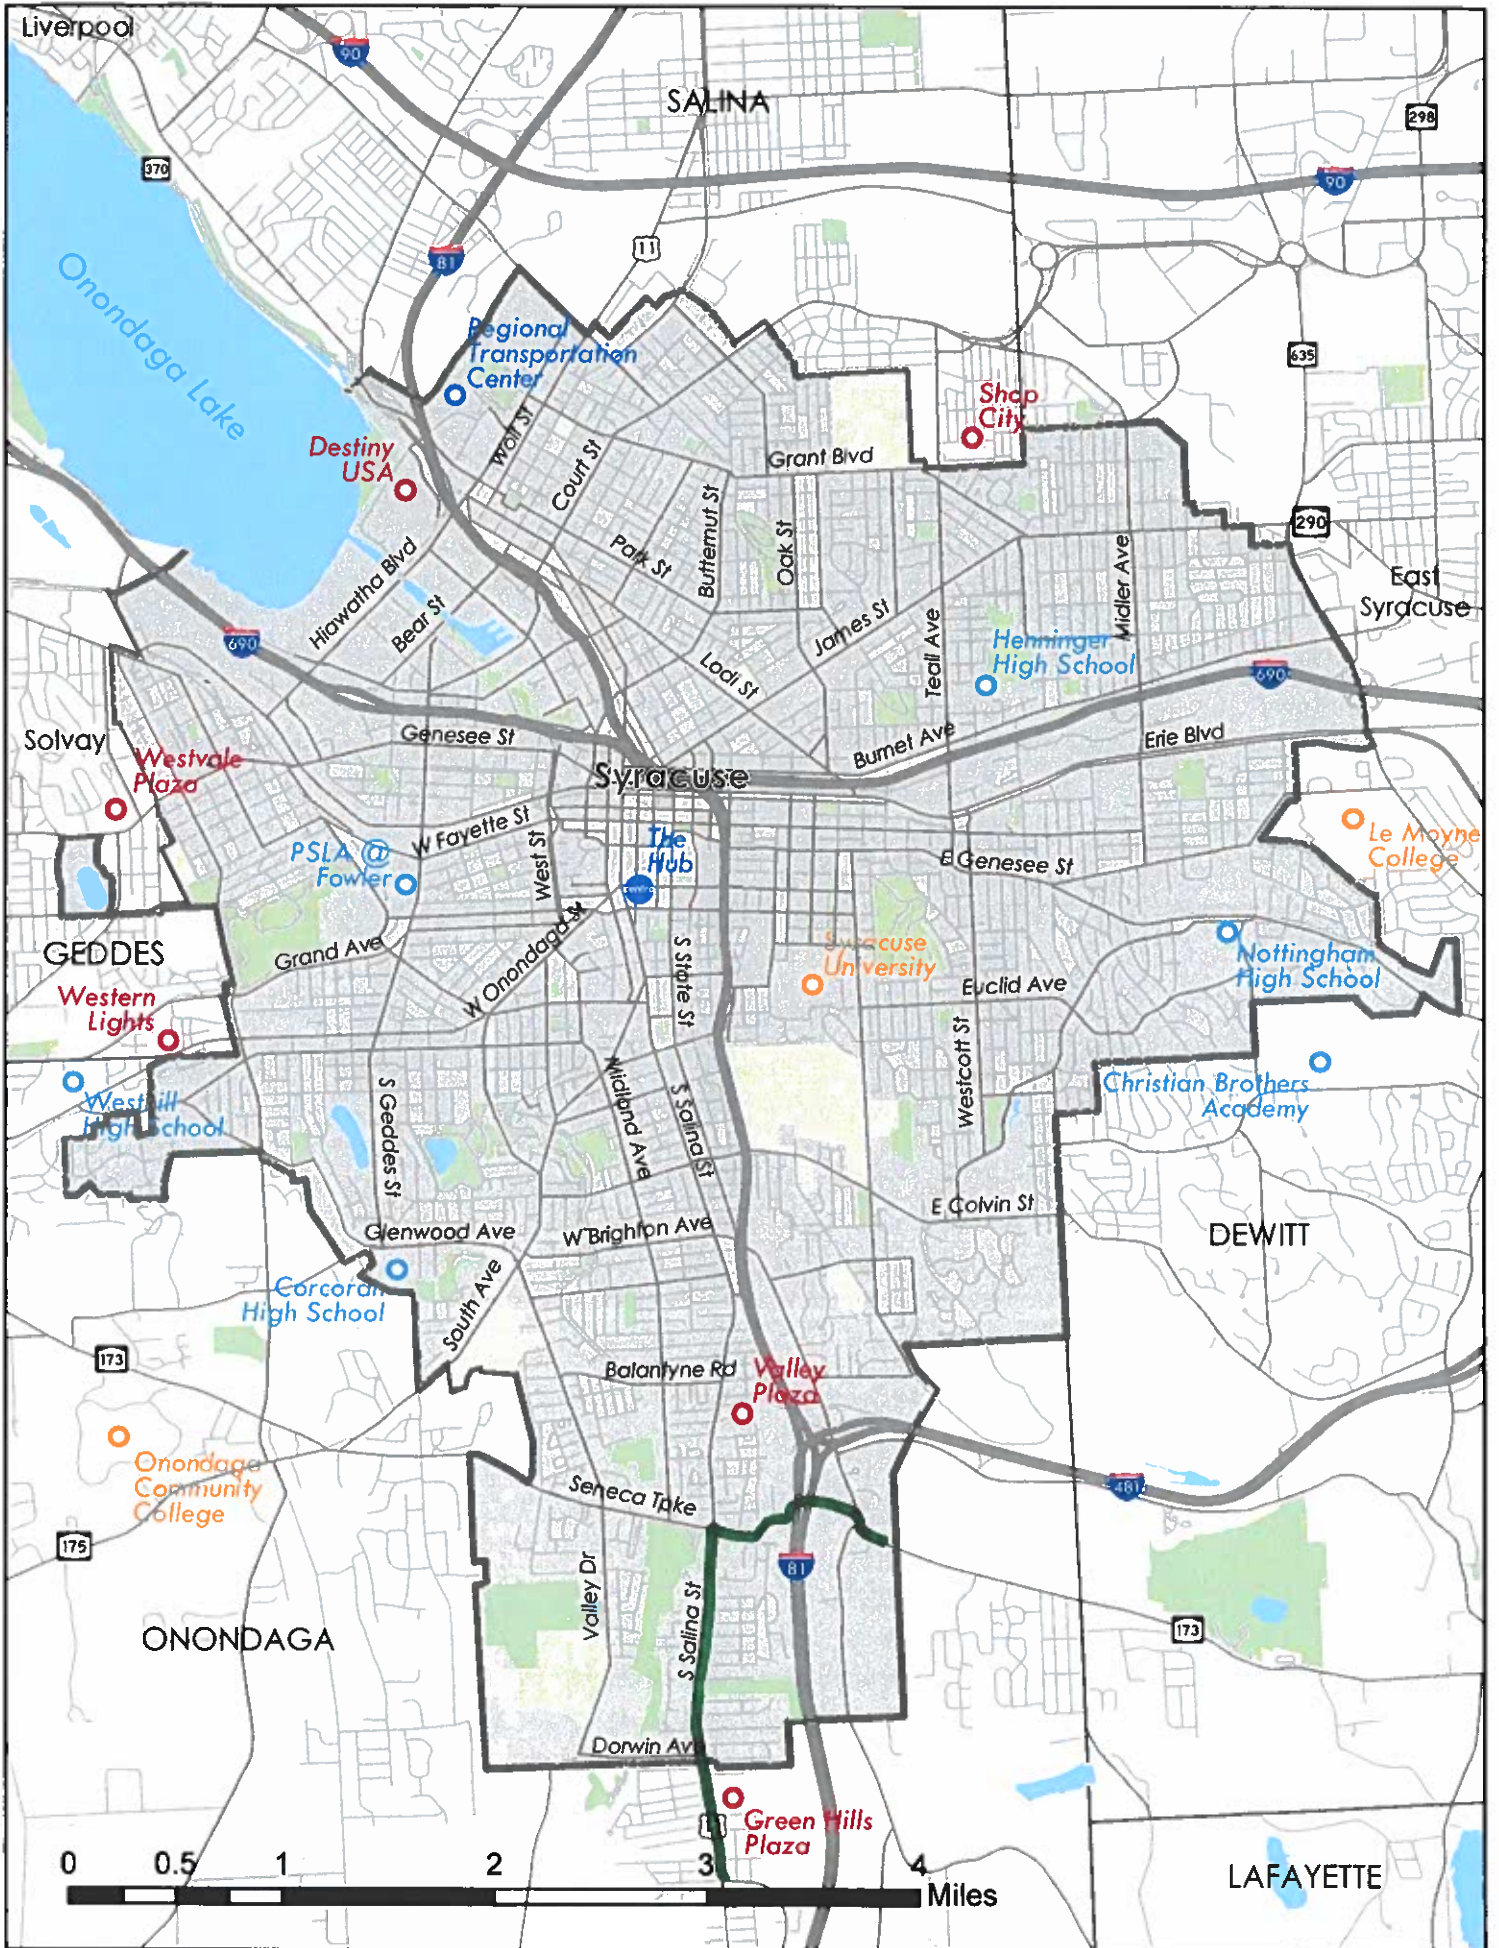 Liverpool
90
SALINA
298
370
90
11
81
Onondaga Lake
Regional
Transportation
Center
635
Shop
City
Wolf St
Destiny
USA
Court St
Grant Blvd
Butternut St
Oak St
290
Park St
Hiawatha Blvd
Bear St
Midler Ave
East
Syracuse
James St
Teall Ave
690
Henninger
High School
Lodi St
690
Solvay
Genesee St
Burnet Ave
Erie Blvd
Westvale
Plaza
Syracuse
W Fayette St
The
Hub
West St
PSLA @
Fowler
centro
E Genesee St
Le Moyne
College
GEDDES
Grand Ave
W Onondaga St
S State St
Syracuse
University
Nottingham
High School
Euclid Ave
Western
Lights
Westcott St
Westhill
High School
S Geddes St
Midland Ave
S Salina St
Christian Brothers
Academy
E Colvin St
Glenwood Ave
W Brighton Ave
DEWITT
Corcoran
High School
South Ave
173
Balantyne Rd
Valley
Plaza
Onondaga
Community
College
Seneca Tpke
481
175
Valley Dr
81
S Salina St
173
ONONDAGA
Dorwin Ave
Green Hills
Plaza
11
LAFAYETTE
0 0.5 1 2 3 4
Miles